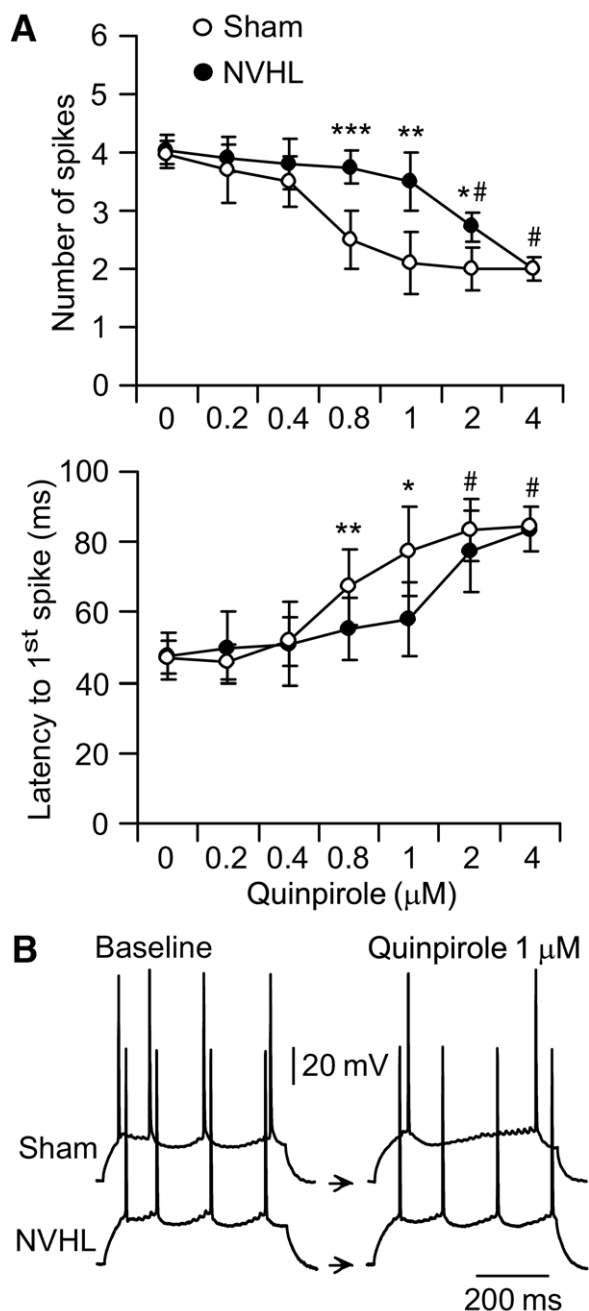 A
Sham
NVHL
Number of spikes
6
5
4
3
2
1
0
***
**
*#
#
0 0.2 0.4 0.8 1 2 4
Latency to 1st spike (ms)
100
80
60
40
20
0
**
*
#
#
0 0.2 0.4 0.8 1 2 4
Quinpirole (μM)
B
Baseline
Quinpirole 1 μM
20 mV
Sham
NVHL
200 ms